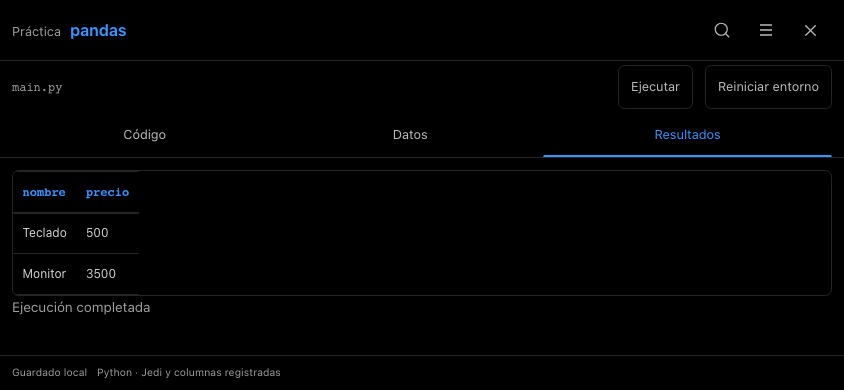 Práctica pandas
main.py
Ejecutar
Reiniciar entorno
Código
Datos
Resultados
nombre precio
Teclado 500
Monitor 3500
Ejecución completada
Guardado local Python · Jedi y columnas registradas